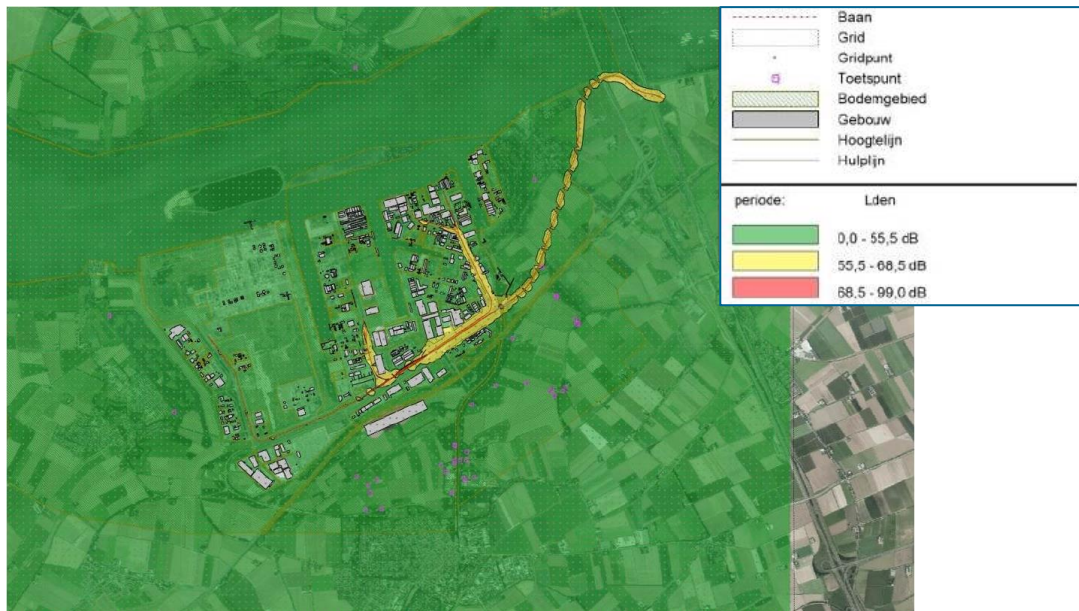 Baan
Grid
Gridpunt
Toetspunt
Bodemgebied
Gebouw
Hoogtelijn
Hulplijn
periode: Lden
0,0 - 55,5 dB
55,5 - 68,5 dB
68,5 - 99,0 dB